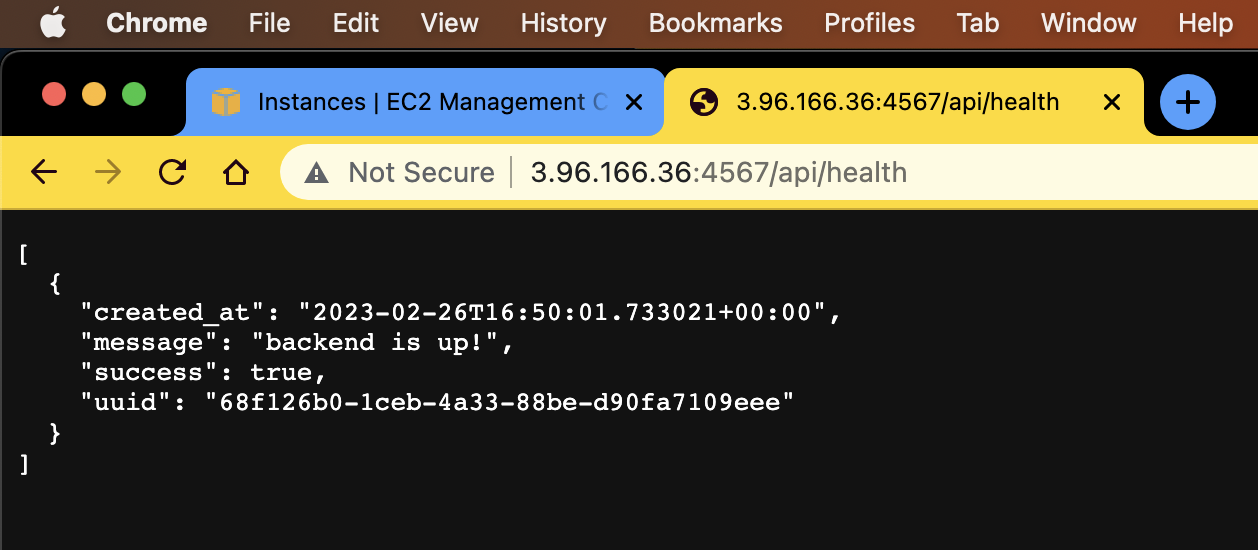 Chrome File Edit View History Bookmarks Profiles Tab Window Help
Instances | EC2 Management C 3.96.166.36:4567/api/health
Not Secure 3.96.166.36:4567/api/health
[
{
"created_at": "2023-02-26T16:50:01.733021+00:00",
"message": "backend is up!",
"success": true,
"uuid": "68f126b0-1ceb-4a33-88be-d90fa7109eee"
}
]